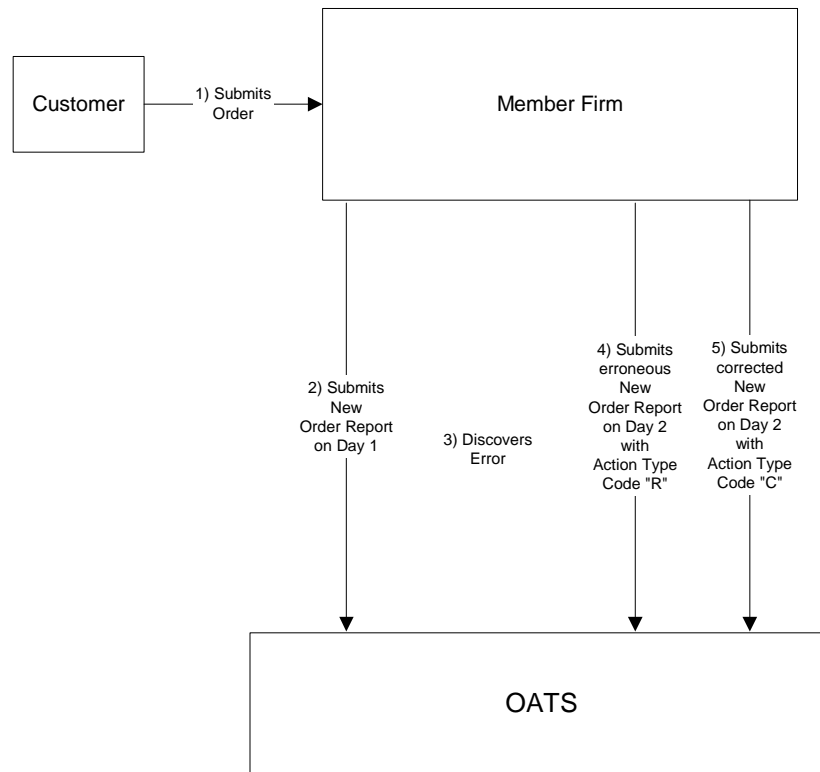 Customer
1) Submits
Order
Member Firm
2) Submits
New
Order Report
on Day 1
3) Discovers
Error
4) Submits
erroneous
New
Order Report
on Day 2
with
Action Type
Code "R"
5) Submits
corrected
New
Order Report
on Day 2
with
Action Type
Code "C"
OATS